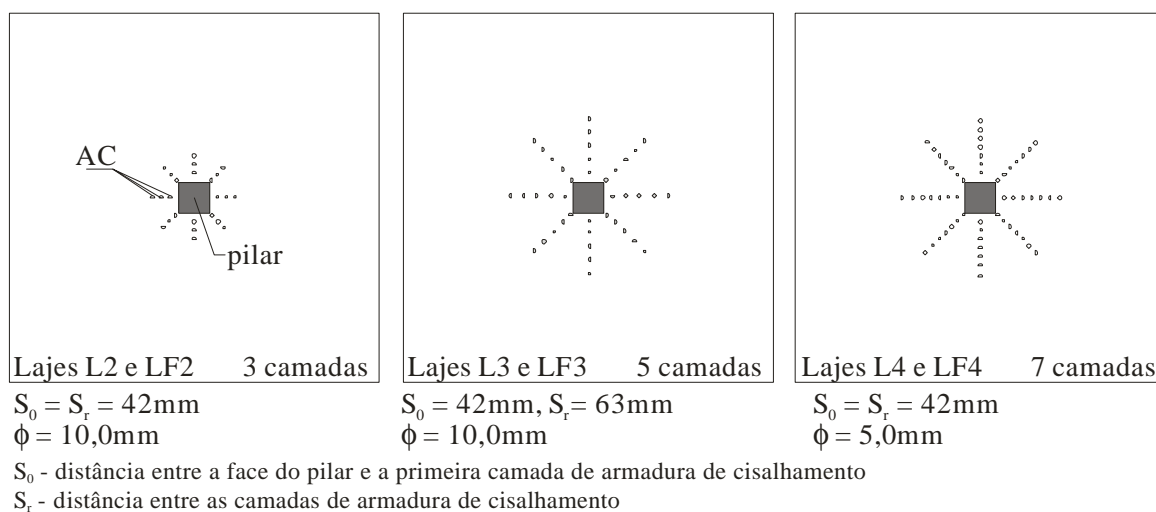 AC
pilar
Lajes L2 e LF2 3 camadas
S₀ = Sᵣ = 42mm
ϕ = 10,0mm
Lajes L3 e LF3 5 camadas
S₀ = 42mm, Sᵣ= 63mm
ϕ = 10,0mm
Lajes L4 e LF4 7 camadas
S₀ = Sᵣ = 42mm
ϕ = 5,0mm
S₀ - distância entre a face do pilar e a primeira camada de armadura de cisalhamento
Sᵣ - distância entre as camadas de armadura de cisalhamento